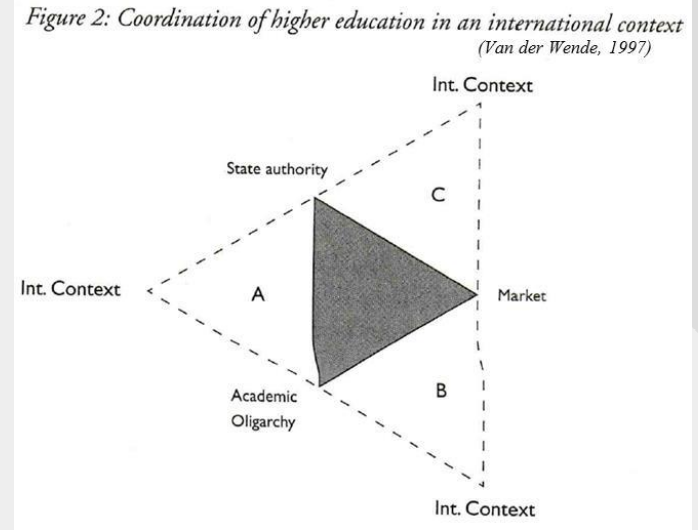 Figure 2: Coordination of higher education in an international context
(Van der Wende, 1997)
Int. Context
State authority
C
Int. Context
A
Market
Academic
Oligarchy
B
Int. Context